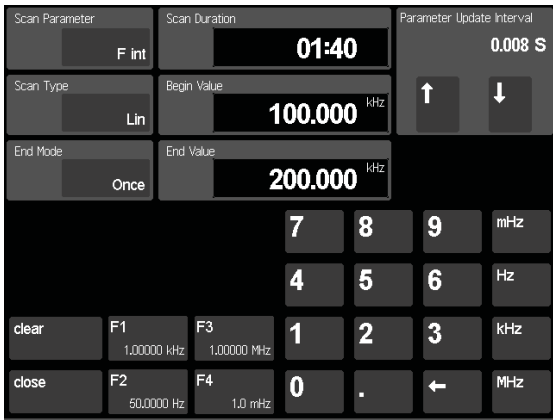 Scan Parameter
F int
Scan Duration
01:40
Parameter Update Interval
0.008 S
Scan Type
Lin
Begin Value
100.000 kHz
End Mode
Once
End Value
200.000 kHz
7 8 9 mHz
4 5 6 Hz
clear
F1
1.00000 kHz
F3
1.00000 MHz
1 2 3 kHz
close
F2
50.0000 Hz
F4
1.0 mHz
0 . MHz